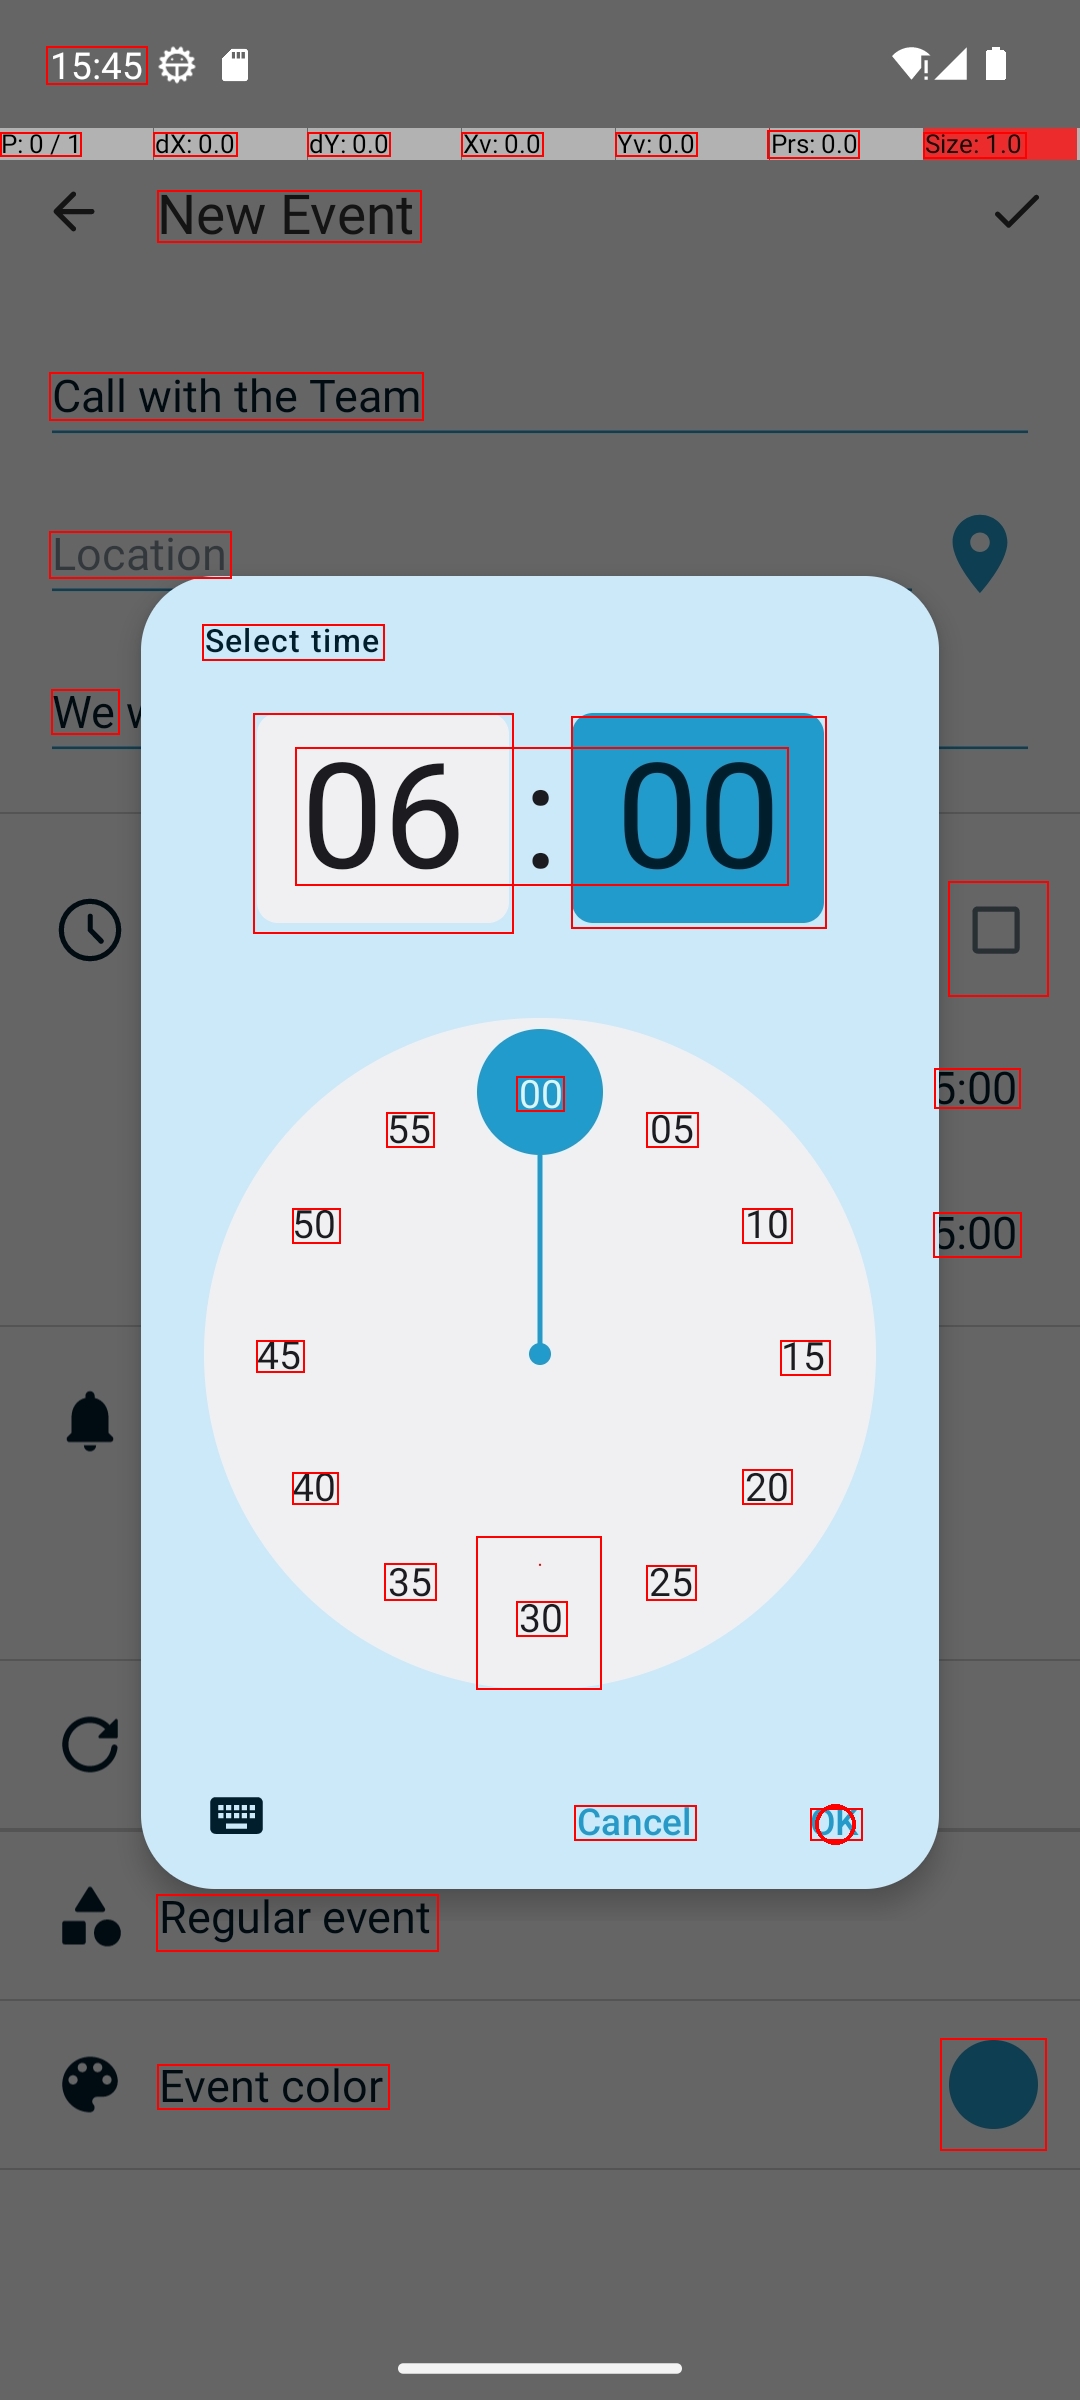 15:45
P: 0 / 1 dX: 0.0 dY: 0.0 Xv: 0.0 Yv: 0.0 Prs: 0.0 Size: 1.0
New Event
Call with the Team
Location
Select time
We
06 : 00
5:00
5:00
00
55 05
50 10
45 15
40 20
35 25
30
Cancel OK
Regular event
Event color